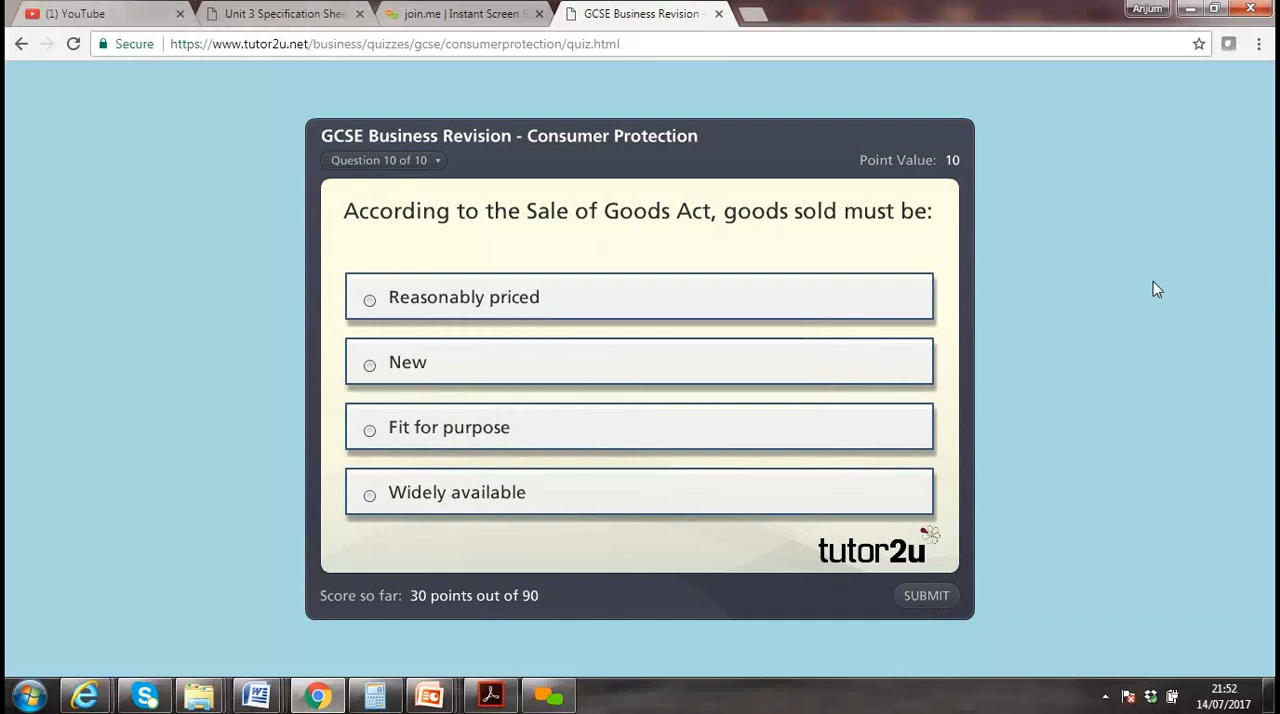 (1) YouTube
Unit 3 Specification Shee
join.me | Instant Screen
GCSE Business Revision -
Anjum
Secure
https://www.tutor2u.net/business/quizzes/gcse/consumerprotection/quiz.html
GCSE Business Revision - Consumer Protection
Question 10 of 10
Point Value: 10
According to the Sale of Goods Act, goods sold must be:
Reasonably priced
New
Fit for purpose
Widely available
tutor2u
Score so far: 30 points out of 90
SUBMIT
21:52
14/07/2017